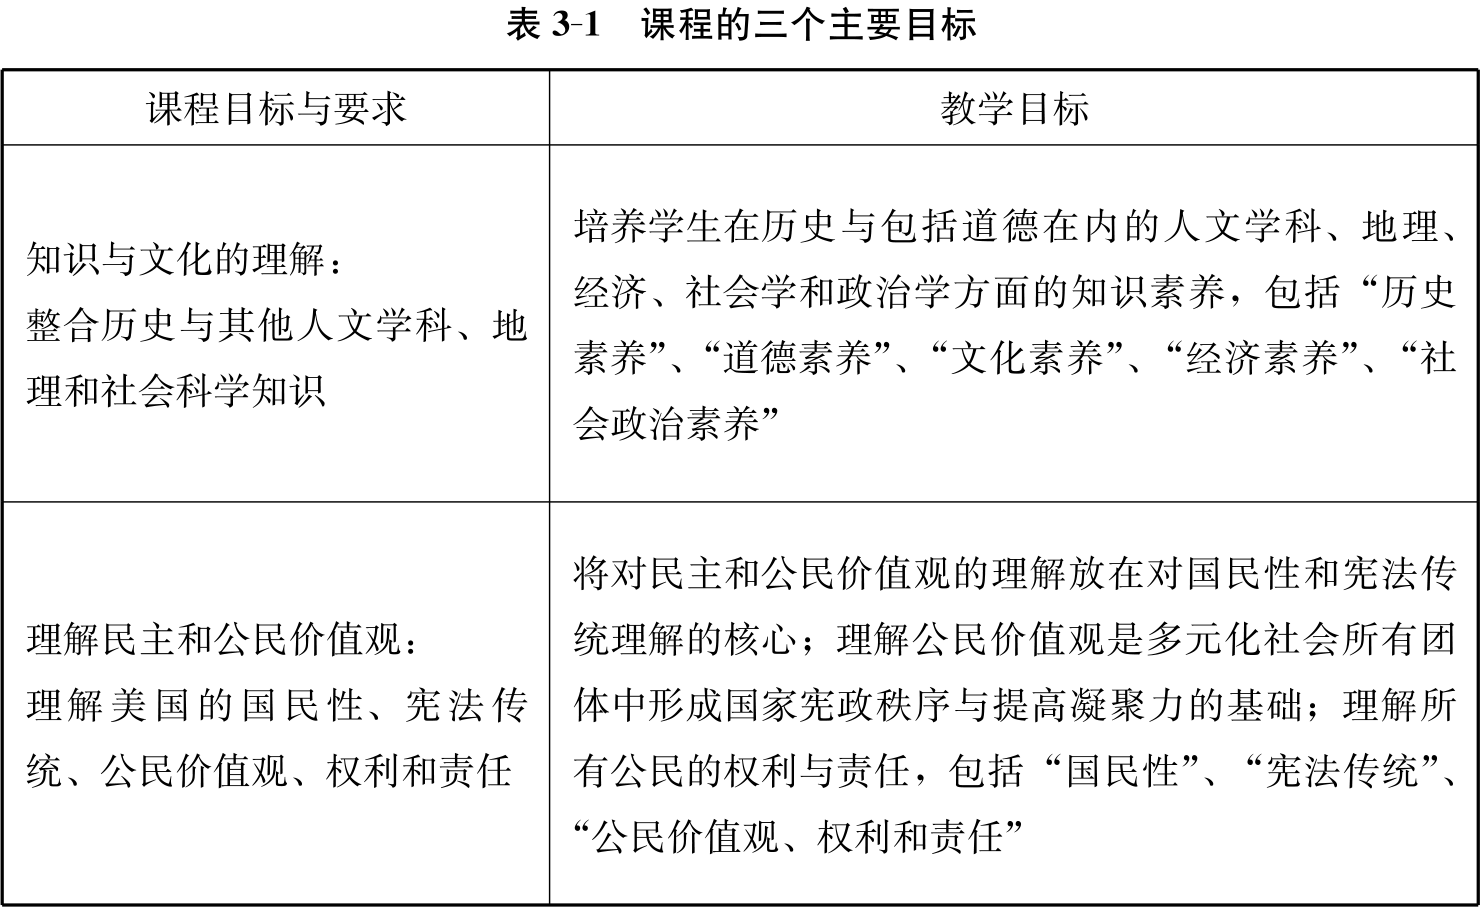 表 3-1 课程的三个主要目标
课程目标与要求
教学目标
知识与文化的理解：
整合历史与其他人文学科、地
理和社会科学知识
培养学生在历史与包括道德在内的人文学科、地理、
经济、社会学和政治学方面的知识素养，包括“历史
素养”、“道德素养”、“文化素养”、“经济素养”、“社
会政治素养”
理解民主和公民价值观：
理解美国的国民性、宪法传
统、公民价值观、权利和责任
将对民主和公民价值观的理解放在对国民性和宪法传
统理解的核心；理解公民价值观是多元化社会所有团
体中形成国家宪政秩序与提高凝聚力的基础；理解所
有公民的权利与责任，包括“国民性”、“宪法传统”、
“公民价值观、权利和责任”